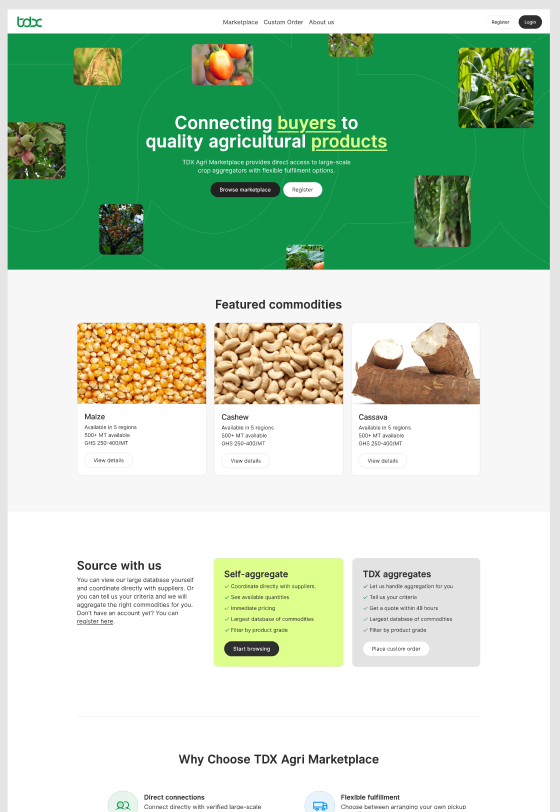 tdx
Marketplace Custom Order About us
Register
Login
Connecting buyers to
quality agricultural products
TDX Agri Marketplace provides direct access to large-scale
crop aggregators with flexible fulfilment options.
Browse marketplace
Register
Featured commodities
Maize
Available in 5 regions
500+ MT available
GHS 250-400/MT
View details
Cashew
Available in 5 regions
500+ MT available
GHS 250-400/MT
View details
Cassava
Available in 5 regions
500+ MT available
GHS 250-400/MT
View details
Source with us
You can view our large database yourself
and coordinate directly with suppliers. Or
you can tell us your criteria and we will
aggregate the right commodities for you.
Don't have an account yet? You can
register here.
Self-aggregate
Coordinate directly with suppliers.
See available quantities
Immediate pricing
Largest database of commodities
Filter by product grade
Start browsing
TDX aggregates
Let us handle aggregation for you
Tell us your criteria
Get a quote within 48 hours
Largest database of commodities
Filter by product grade
Place custom order
Why Choose TDX Agri Marketplace
Direct connections
Connect directly with verified large-scale
Flexible fulfillment
Choose between arranging your own pickup